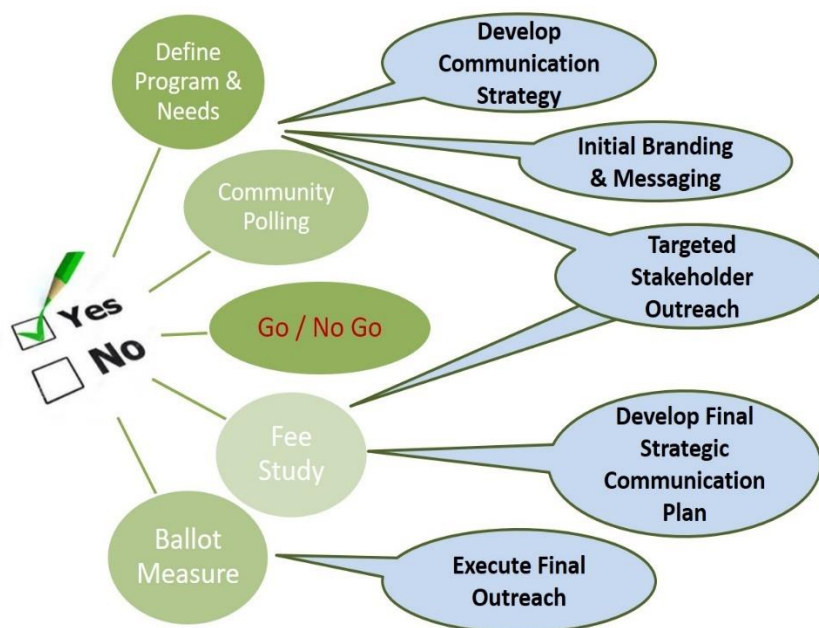 Define
Program &
Needs
Develop
Communication
Strategy
Community
Polling
Initial Branding
& Messaging
Targeted
Stakeholder
Outreach
Yes
No
Go / No Go
Fee
Study
Develop Final
Strategic
Communication
Plan
Ballot
Measure
Execute Final
Outreach